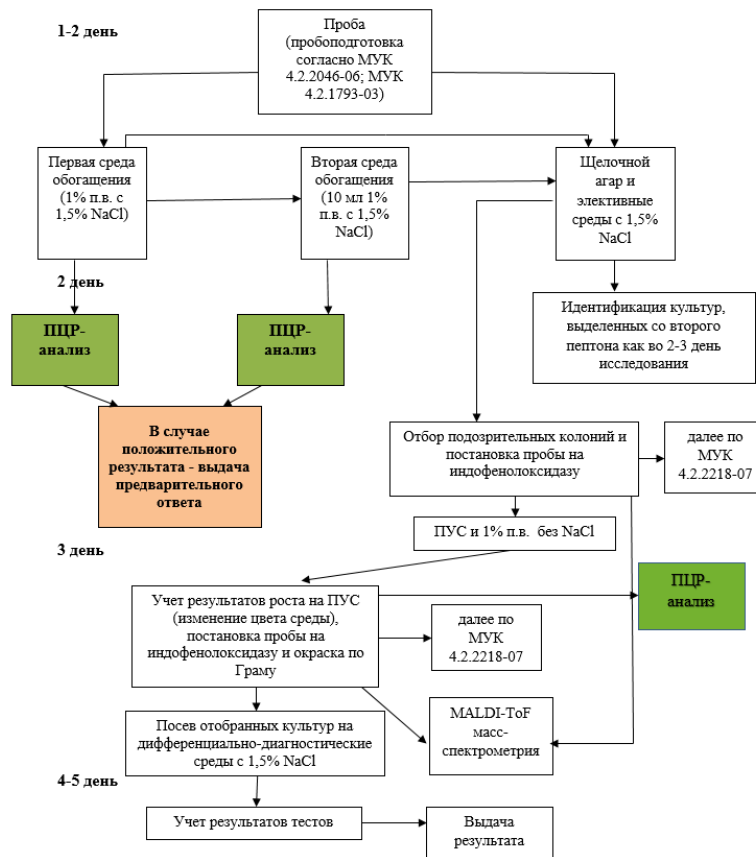 1-2 день
Проба
(пробоподготовка
согласно МУК
4.2.2046-06; МУК
4.2.1793-03)
Первая среда
обогащения
(1% п.в. с
1,5% NaCl)
Вторая среда
обогащения
(10 мл 1%
п.в. с 1,5%
NaCl)
Щелочной
агар и
элективные
среды с 1,5%
NaCl
2 день
ПЦР-
анализ
ПЦР-
анализ
Идентификация культур,
выделенных со второго
пептона как во 2-3 день
исследования
В случае
положительного
результата - выдача
предварительного
ответа
Отбор подозрительных колоний и
постановка пробы на
индофенолоксидазу
далее по
МУК
4.2.2218-07
ПУС и 1% п.в. без NaCl
3 день
Учет результатов роста на ПУС
(изменение цвета среды),
постановка пробы на
индофенолоксидазу и окраска по
Граму
ПЦР-
анализ
далее по
МУК
4.2.2218-07
Посев отобранных культур на
дифференциально-диагностические
среды с 1,5% NaCl
MALDI-ToF
масс-
спектрометрия
4-5 день
Учет результатов тестов
Выдача
результата